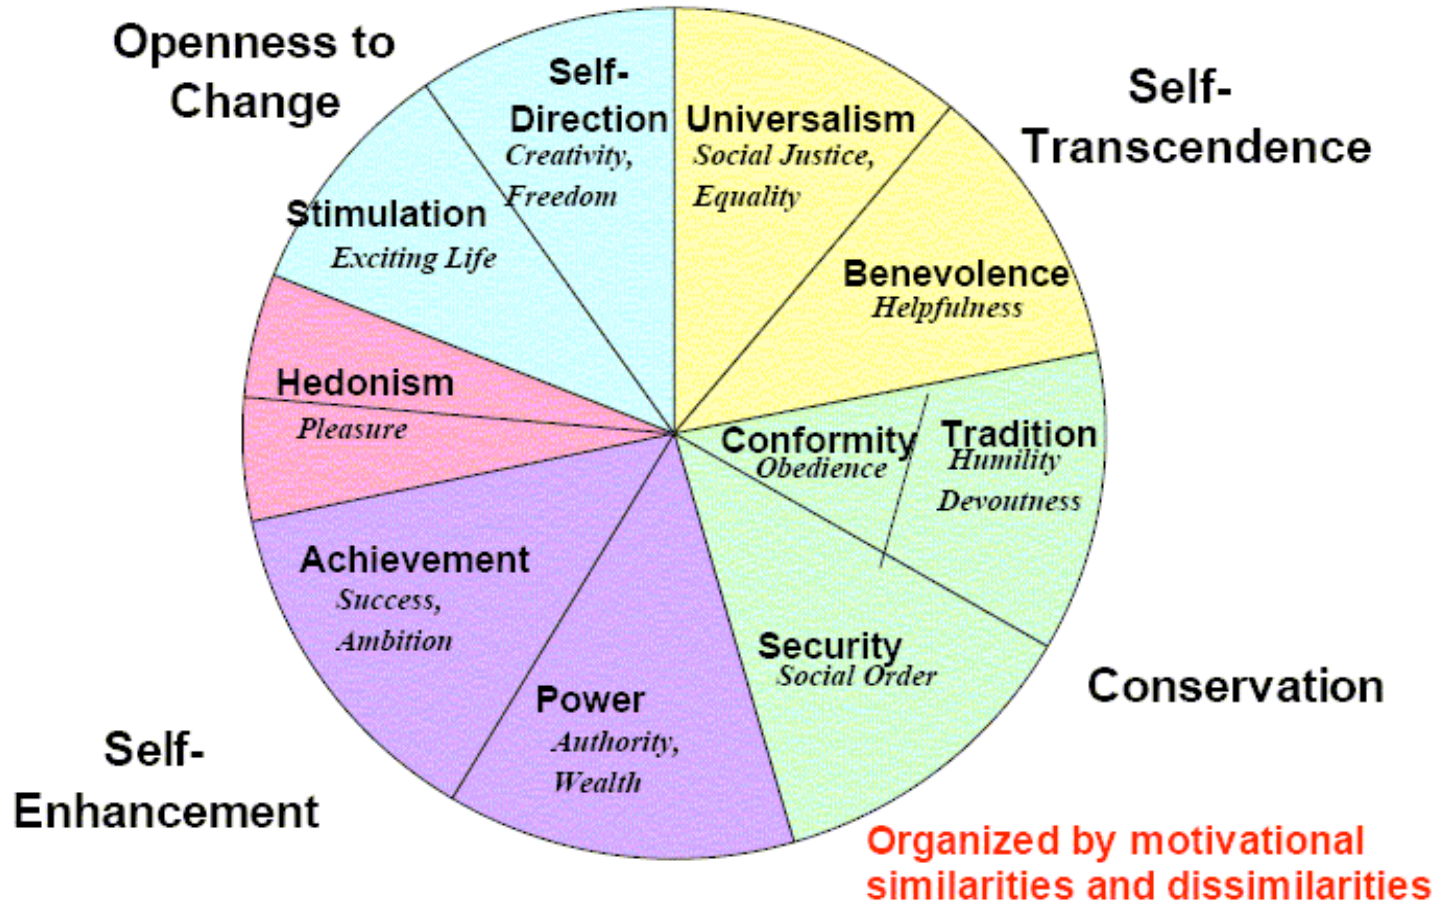 Openness to
Change
Self-
Direction
Creativity,
Freedom
Universalism
Social Justice,
Equality
Self-
Transcendence
Stimulation
Exciting Life
Benevolence
Helpfulness
Hedonism
Pleasure
Conformity
Obedience
Tradition
Humility
Devoutness
Achievement
Success,
Ambition
Security
Social Order
Power
Authority,
Wealth
Conservation
Self-
Enhancement
Organized by motivational
similarities and dissimilarities